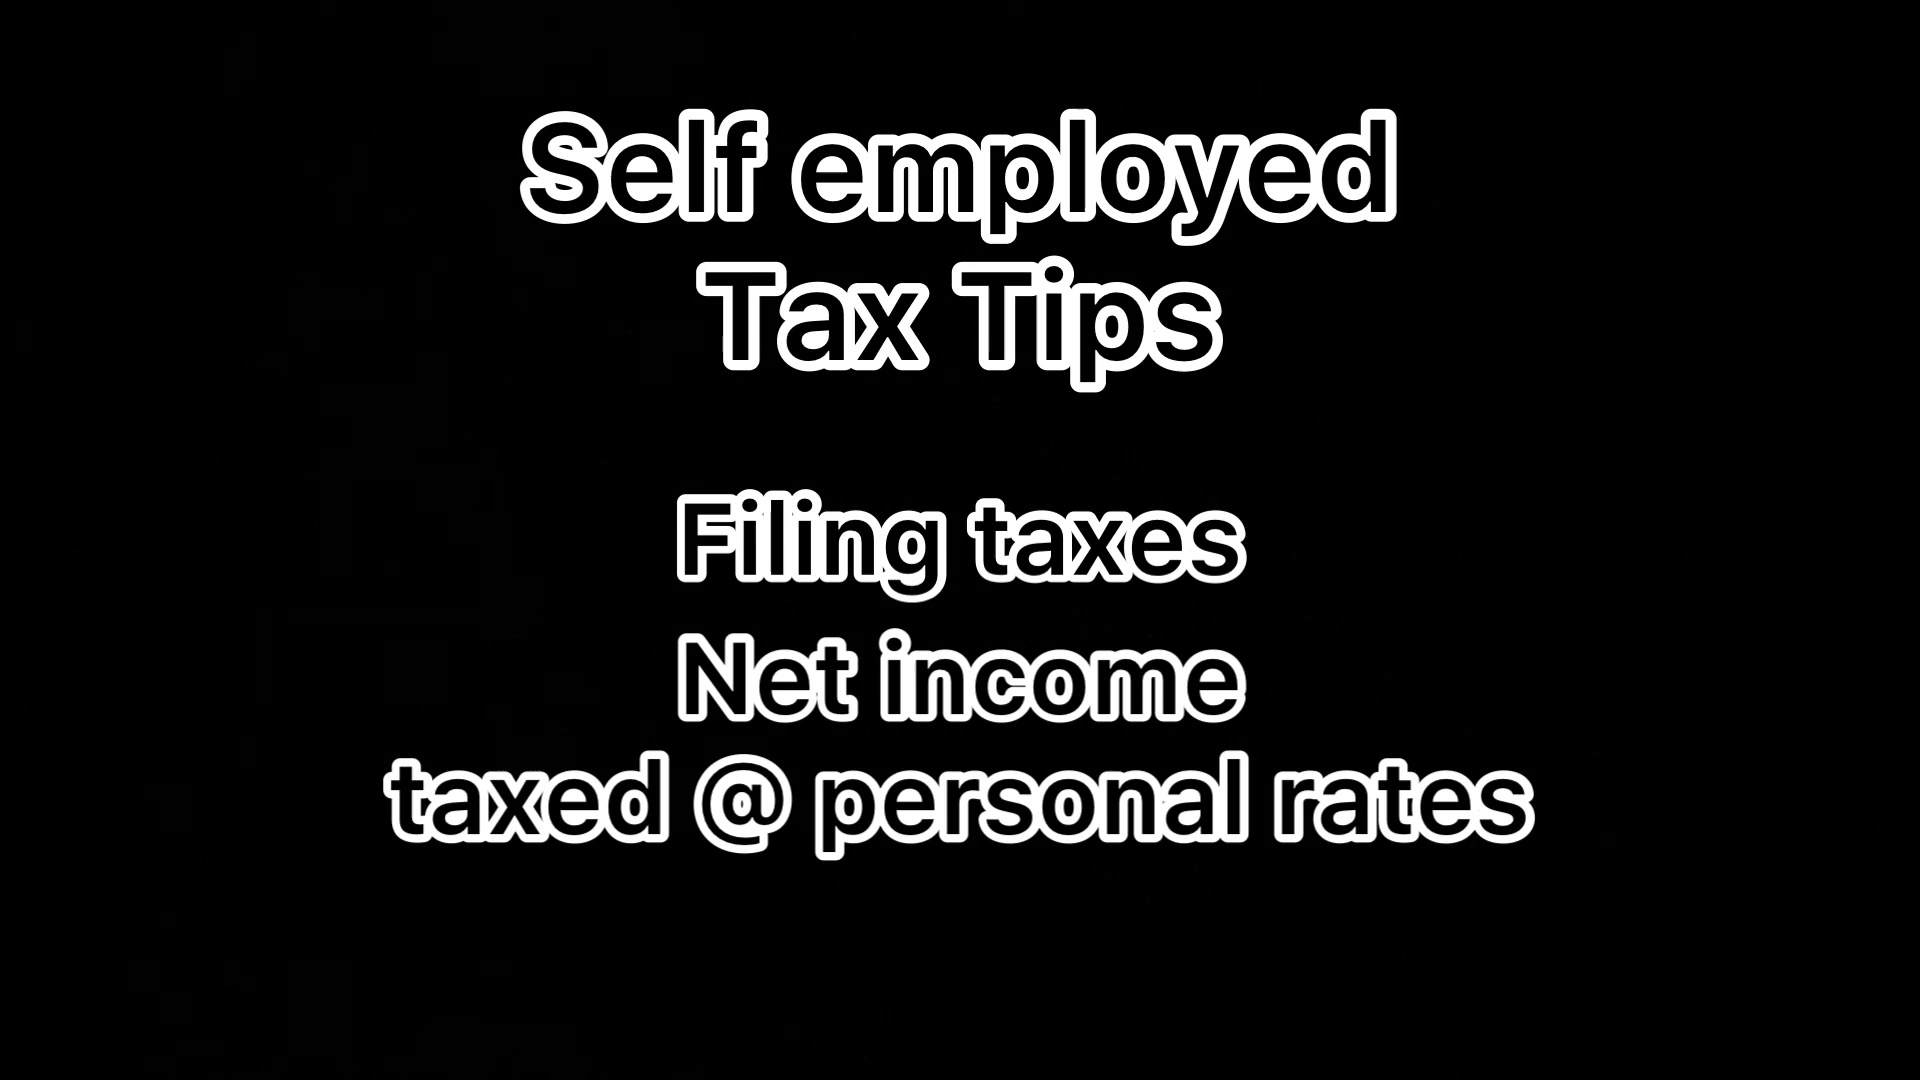 Self employed
Tax Tips
Filing taxes
Net income
taxed @ personal rates